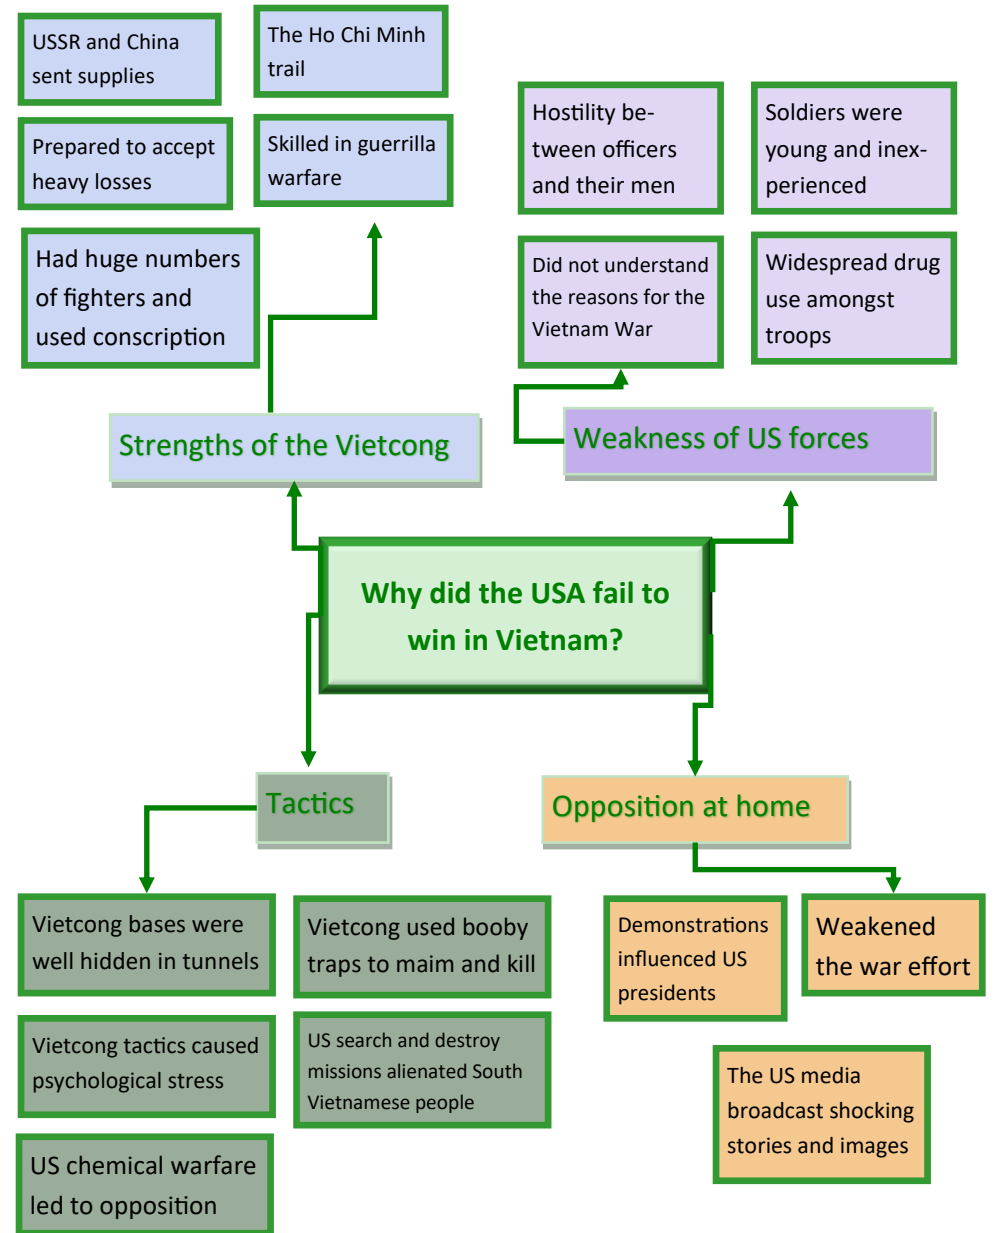 USSR and China
sent supplies
The Ho Chi Minh
trail
Prepared to accept
heavy losses
Skilled in guerrilla
warfare
Had huge numbers
of fighters and
used conscription
Strengths of the Vietcong
Hostility be-
tween officers
and their men
Soldiers were
young and inex-
perienced
Did not understand
the reasons for the
Vietnam War
Widespread drug
use amongst
troops
Weakness of US forces
Why did the USA fail to
win in Vietnam?
Tactics
Vietcong bases were
well hidden in tunnels
Vietcong used booby
traps to maim and kill
Vietcong tactics caused
psychological stress
US search and destroy
missions alienated South
Vietnamese people
US chemical warfare
led to opposition
Opposition at home
Demonstrations
influenced US
presidents
Weakened
the war effort
The US media
broadcast shocking
stories and images